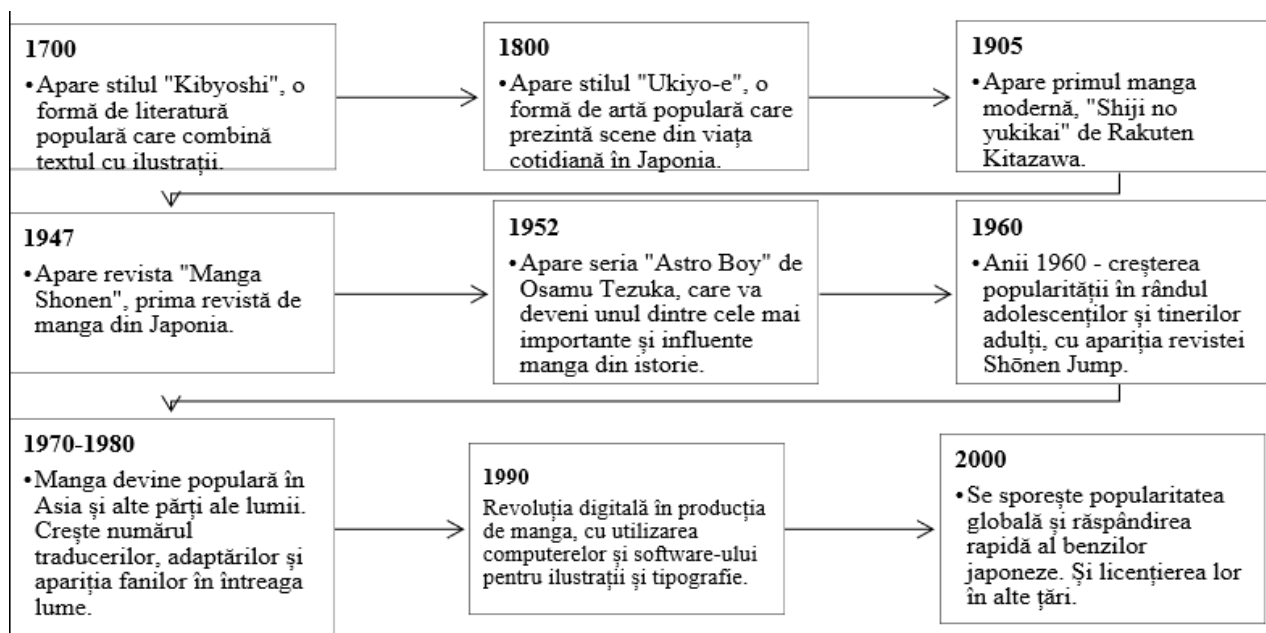 1700
•Apare stilul "Kibyoshi", o
formă de literatură
populară care combină
textul cu ilustrații.
1800
•Apare stilul "Ukiyo-e", o
formă de artă populară care
prezintă scene din viața
cotidiană în Japonia.
1905
•Apare primul manga
modernă, "Shiji no
yukikai" de Rakuten
Kitazawa.
1947
•Apare revista "Manga
Shonen", prima revistă de
manga din Japonia.
1952
•Apare seria "Astro Boy" de
Osamu Tezuka, care va
deveni unul dintre cele mai
importante și influente
manga din istorie.
1960
•Anii 1960 - creșterea
popularității în rândul
adolescenților și tinerilor
adulți, cu apariția revistei
Shōnen Jump.
1970-1980
•Manga devine populară în
Asia și alte părți ale lumii.
Crește numărul
traducerilor, adaptărilor și
apariția fanilor în întreaga
lume.
1990
Revoluția digitală în producția
de manga, cu utilizarea
computerelor și software-ului
pentru ilustrații și tipografie.
2000
•Se sporește popularitatea
globală și răspândirea
rapidă al benzilor
japoneze. Și licențierea lor
în alte țări.